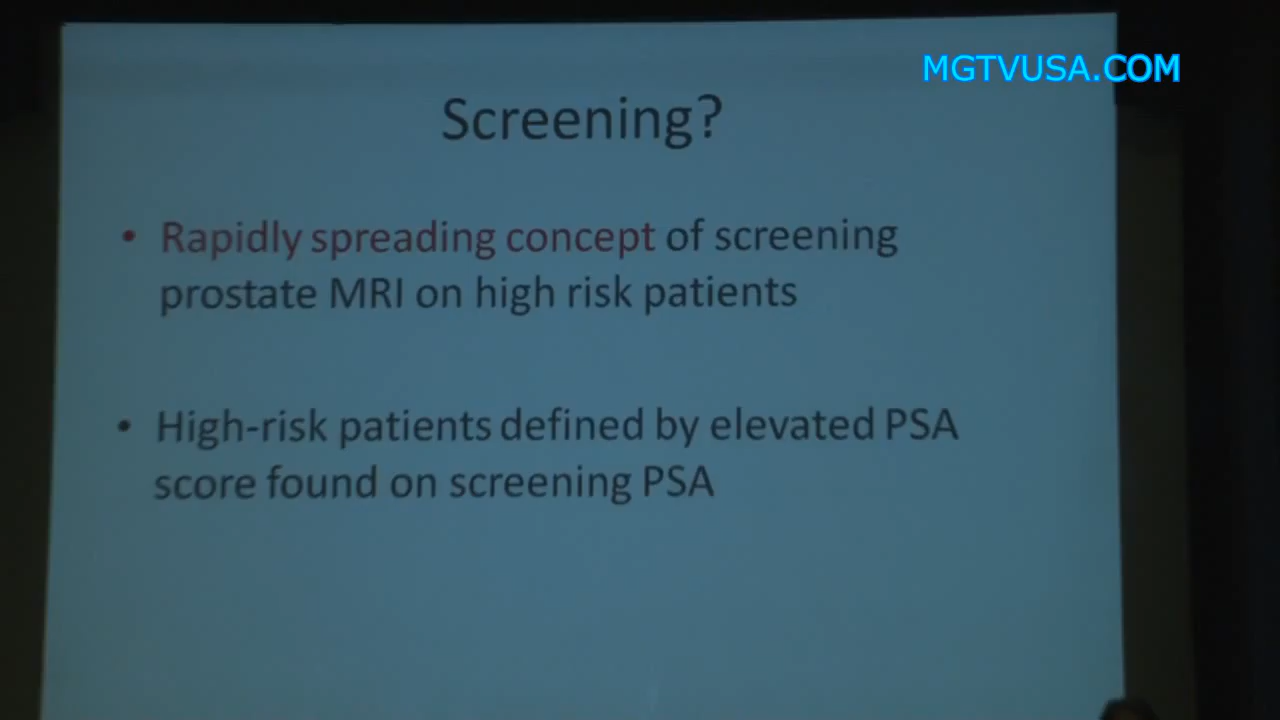 MGTVUSA.COM
Screening?
• Rapidly spreading concept of screening
prostate MRI on high risk patients
• High-risk patients defined by elevated PSA
score found on screening PSA